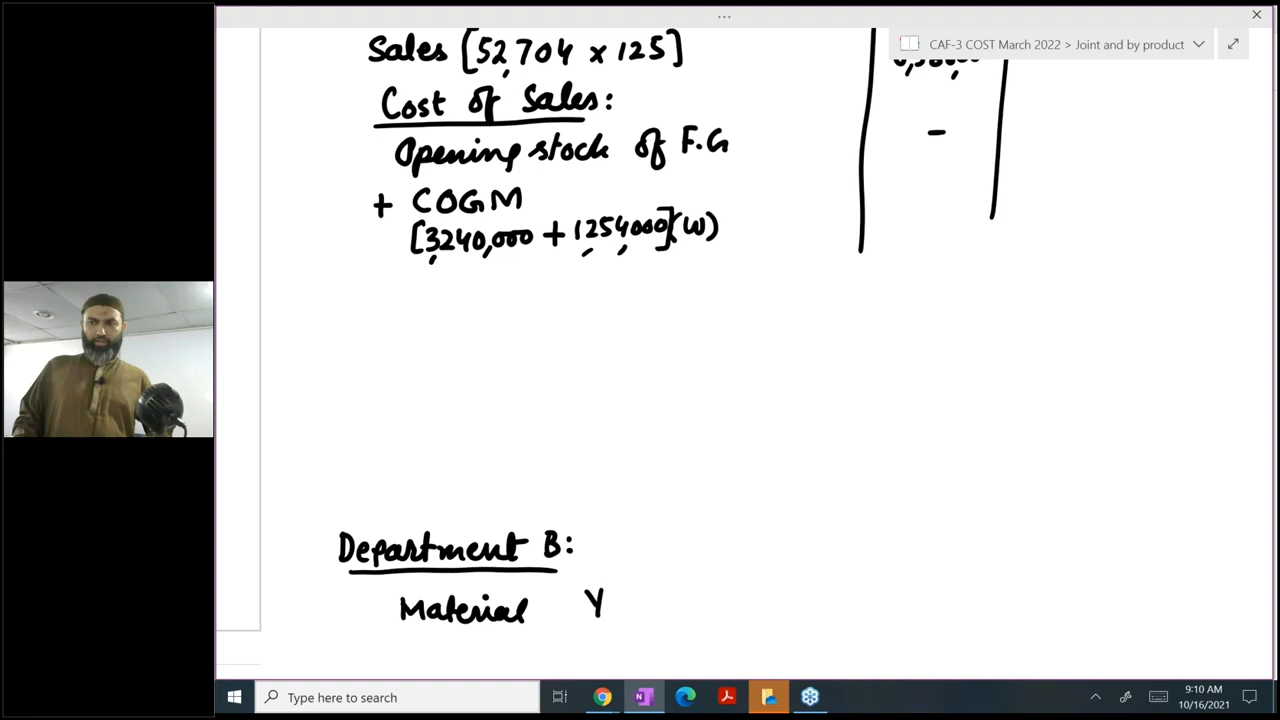 CAF-3 COST March 2022 > Joint and by product
Sales [52,704 x 125]
Cost of Sales:
Opening stock of F.G -
+ COGM
[3240,000 + 1254000] (W)
Department B:
Material Y
Type here to search
9:10 AM
10/16/2021